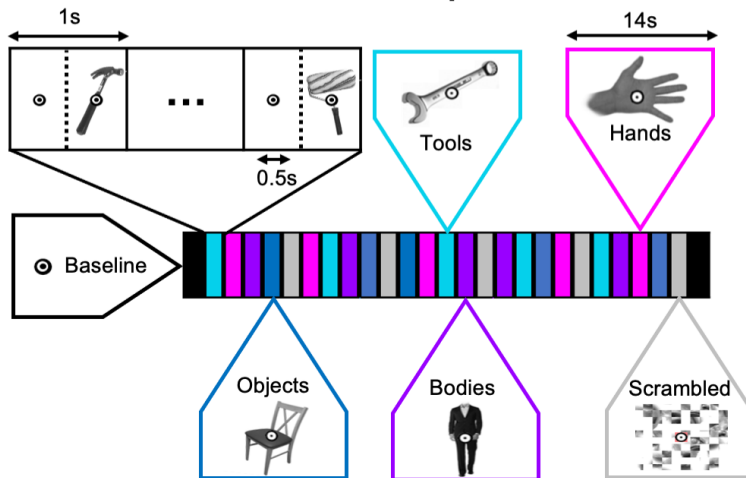 1s
14s
...
Tools
Hands
0.5s
Baseline
Objects
Bodies
Scrambled